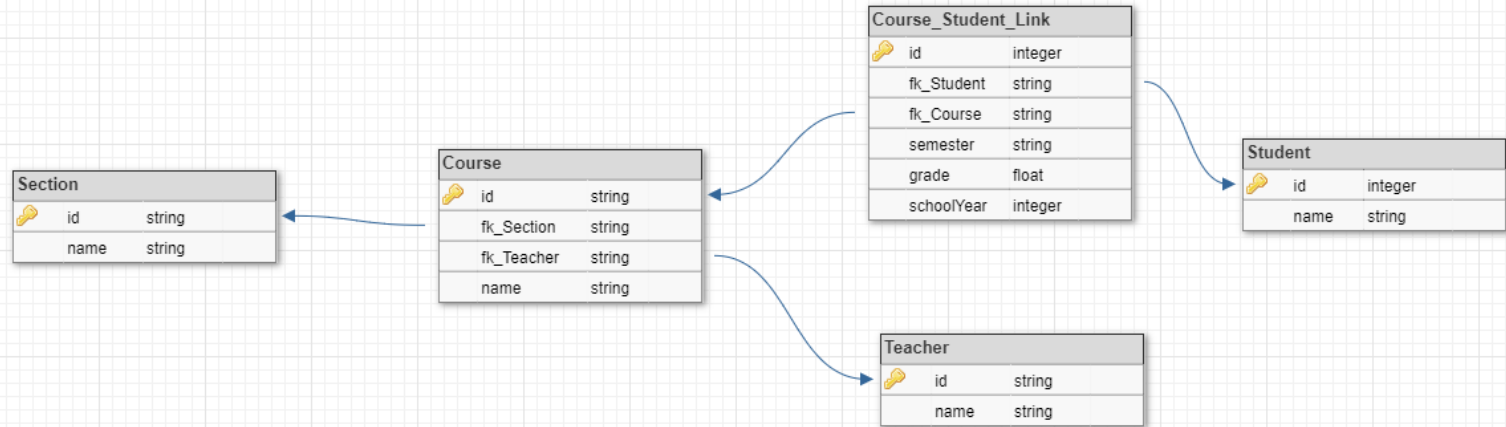 Section
id string
name string
Course
id string
fk_Section string
fk_Teacher string
name string
Course_Student_Link
id integer
fk_Student string
fk_Course string
semester string
grade float
schoolYear integer
Student
id integer
name string
Teacher
id string
name string